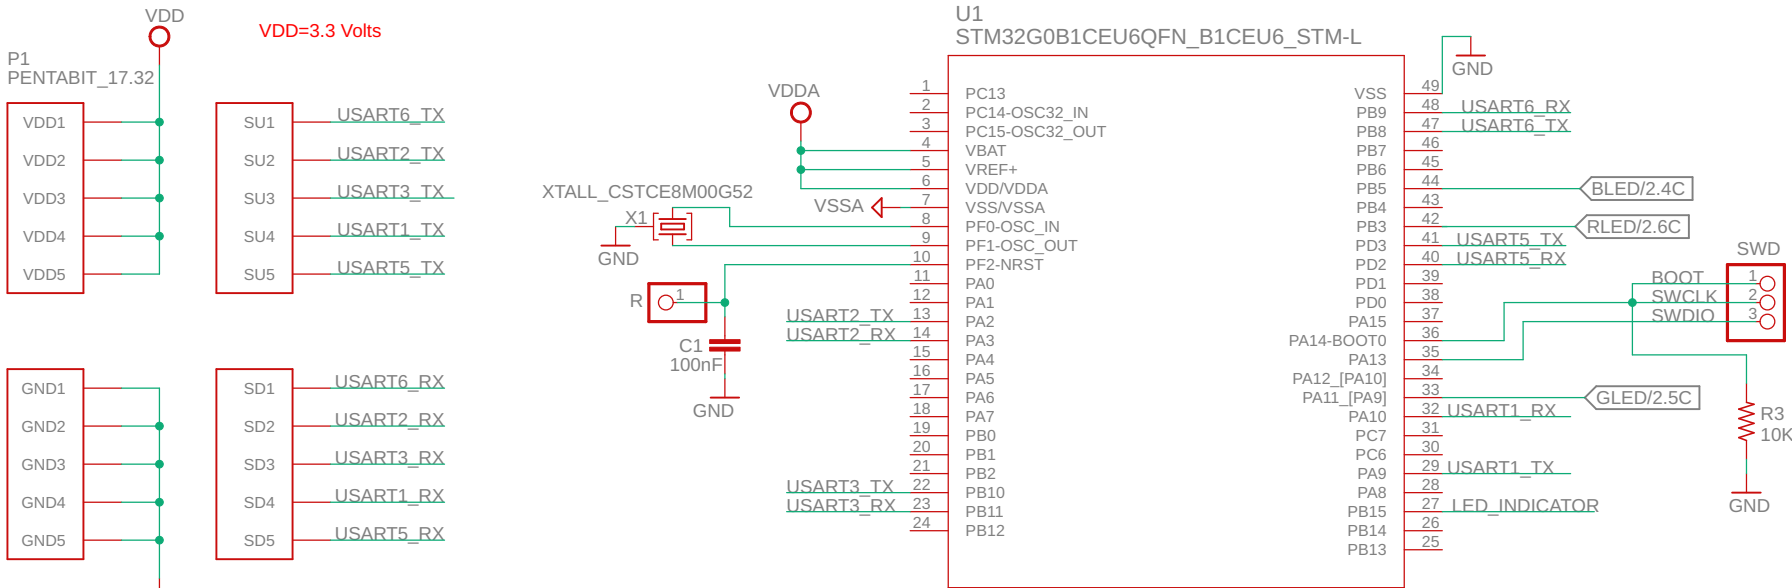 VDD
VDD=3.3 Volts
P1
PENTABIT_17.32
VDD1
VDD2
VDD3
VDD4
VDD5
SU1 USART6_TX
SU2 USART2_TX
SU3 USART3_TX
SU4 USART1_TX
SU5 USART5_TX
GND1
GND2
GND3
GND4
GND5
SD1 USART6_RX
SD2 USART2_RX
SD3 USART3_RX
SD4 USART1_RX
SD5 USART5_RX
VDDA
XTALL_CSTCE8M00G52
X1
GND
VSSA
R 1
C1
100nF
GND
USART2_TX
USART2_RX
USART3_TX
USART3_RX
U1
STM32G0B1CEU6QFN_B1CEU6_STM-L
1 PC13
2 PC14-OSC32_IN
3 PC15-OSC32_OUT
4 VBAT
5 VREF+
6 VDD/VDDA
7 VSS/VSSA
8 PF0-OSC_IN
9 PF1-OSC_OUT
10 PF2-NRST
11 PA0
12 PA1
13 PA2
14 PA3
15 PA4
16 PA5
17 PA6
18 PA7
19 PB0
20 PB1
21 PB2
22 PB10
23 PB11
24 PB12
GND
VSS 49
PB9 48 USART6_RX
PB8 47 USART6_TX
PB7 46
PB6 45
PB5 44 BLED/2.4C
PB4 43
PB3 42 RLED/2.6C
PD3 41 USART5_TX
PD2 40 USART5_RX
PD1 39
PD0 38
PA15 37
PA14-BOOT0 36
PA13 35
PA12_[PA10] 34
PA11_[PA9] 33 GLED/2.5C
PA10 32 USART1_RX
PC7 31
PC6 30
PA9 29 USART1_TX
PA8 28
PB15 27 LED_INDICATOR
PB14 26
PB13 25
SWD
BOOT 1
SWCLK 2
SWDIO 3
R3
10K
GND